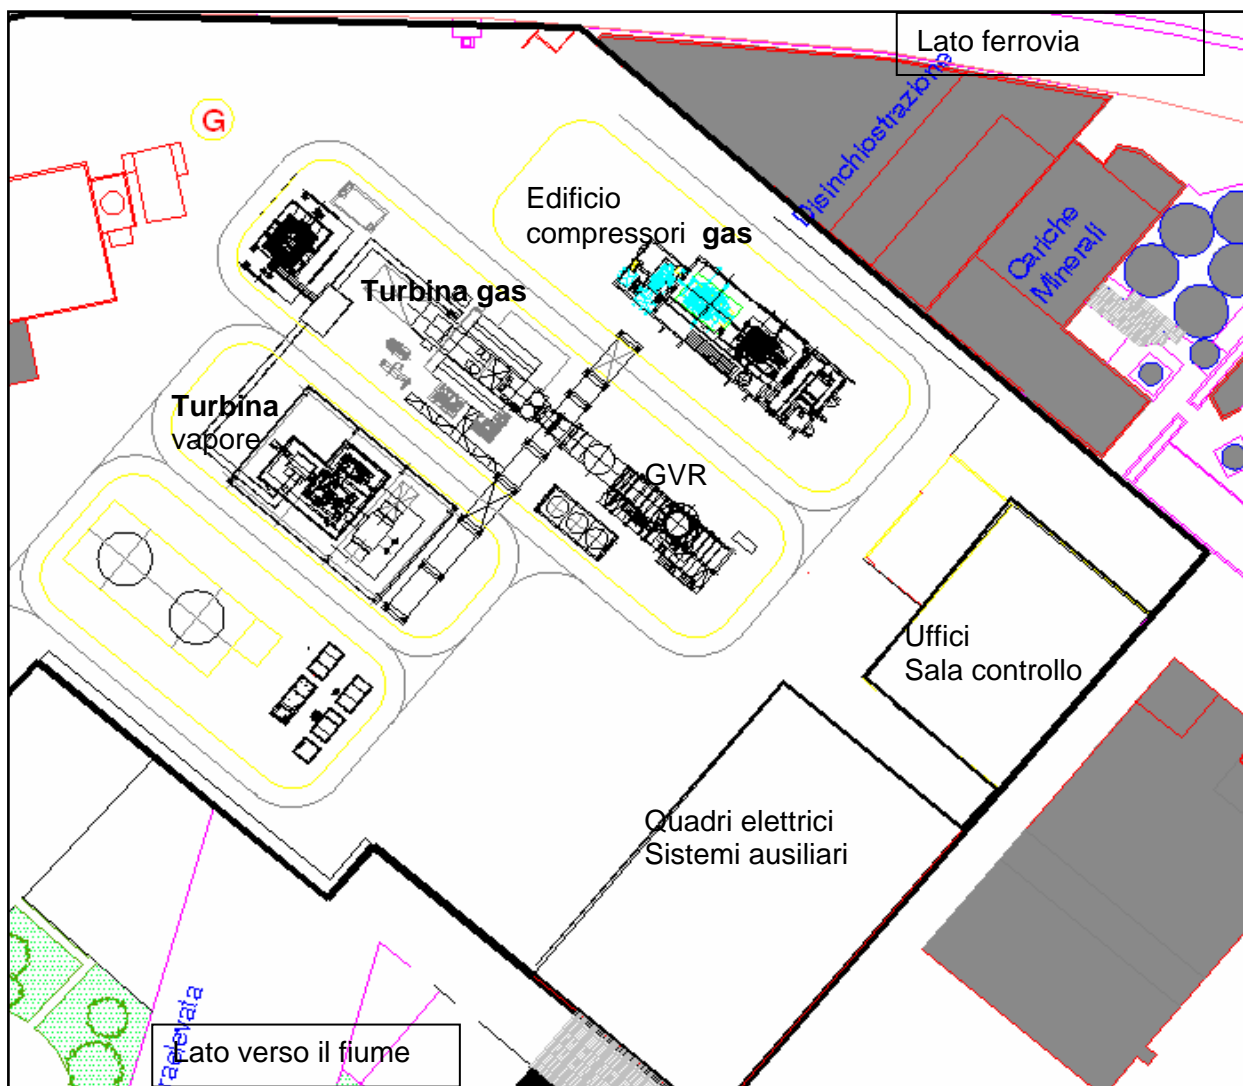 Lato ferrovia
G
Disinchiostrazione
Edificio
compressori gas
Cariche
Minerali
Turbina gas
Turbina
vapore
GVR
Uffici
Sala controllo
Quadri elettrici
Sistemi ausiliari
raelevata
Lato verso il fiume